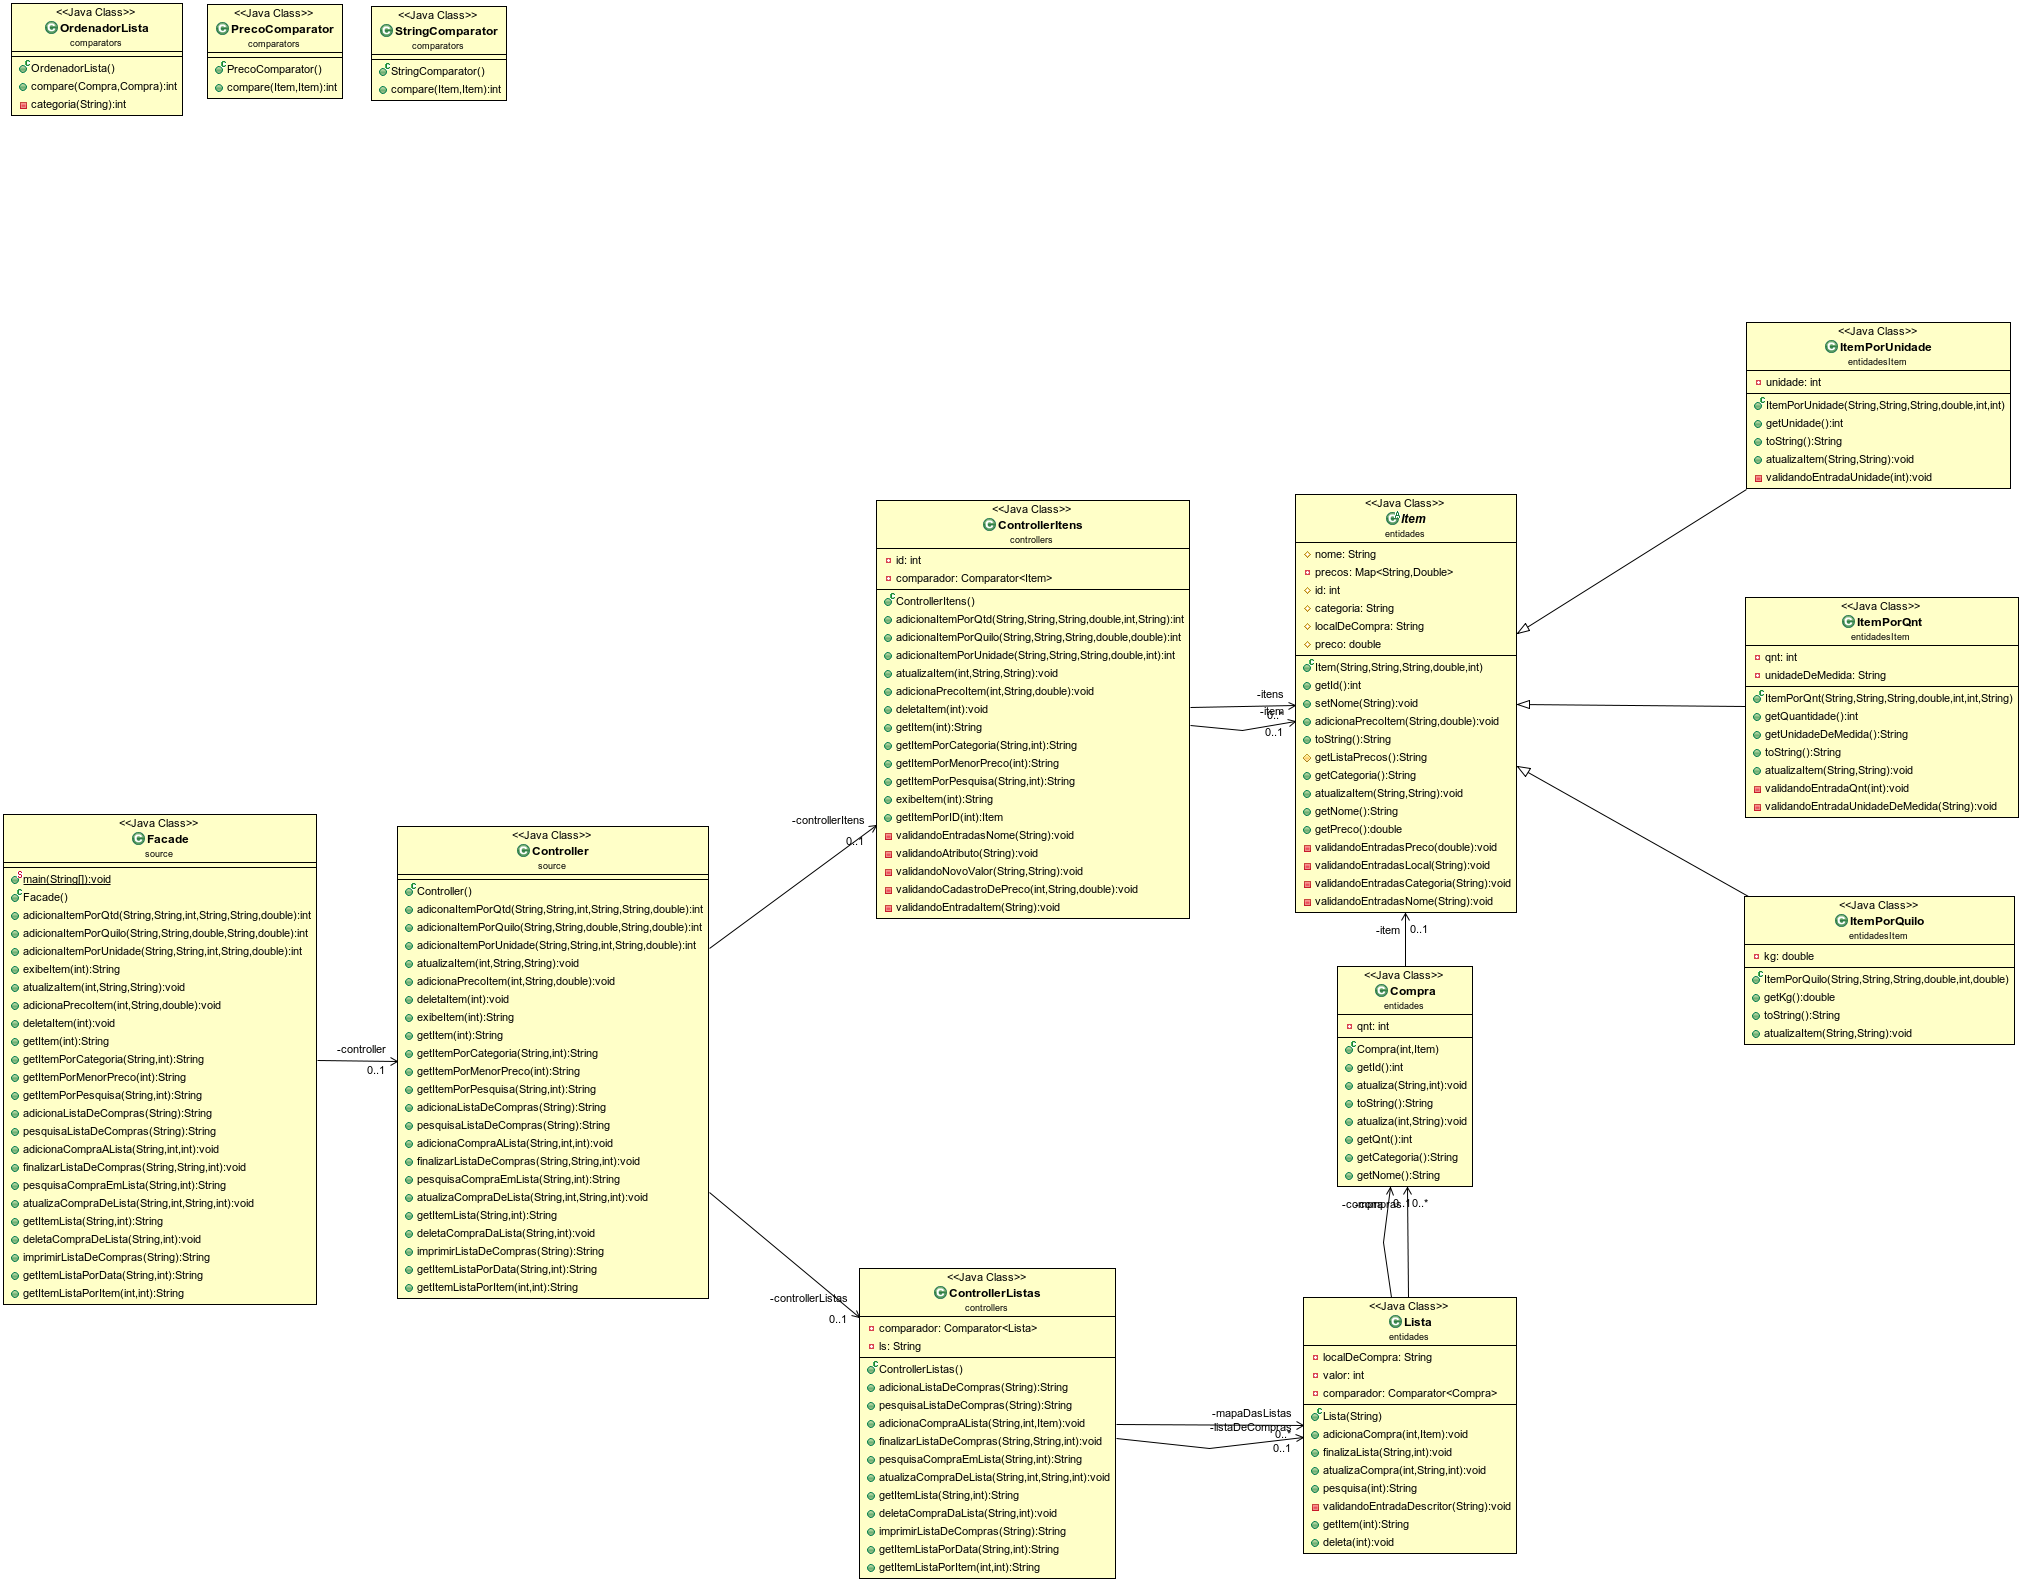 <<Java Class>>
OrdenadorLista
comparators
OrdenadorLista()
compare(Compra,Compra):int
categoria(String):int
<<Java Class>>
PrecoComparator
comparators
PrecoComparator()
compare(Item,Item):int
<<Java Class>>
StringComparator
comparators
StringComparator()
compare(Item,Item):int
<<Java Class>>
ItemPorUnidade
entidadesItem
unidade: int
ItemPorUnidade(String,String,String,double,int,int)
getUnidade():int
toString():String
atualizaItem(String,String):void
validandoEntradaUnidade(int):void
<<Java Class>>
ControllerItens
controllers
id: int
comparador: Comparator<Item>
ControllerItens()
adicionaItemPorQtd(String,String,String,double,int,String):int
adicionaItemPorQuilo(String,String,String,double,double):int
adicionaItemPorUnidade(String,String,String,double,int):int
atualizaItem(int,String,String):void
adicionaPrecoItem(int,String,double):void
deletaItem(int):void
getItem(int):String
getItemPorCategoria(String,int):String
getItemPorMenorPreco(int):String
getItemPorPesquisa(String,int):String
exibeItem(int):String
getItemPorID(int):Item
validandoEntradasNome(String):void
validandoAtributo(String):void
validandoNovoValor(String,String):void
validandoCadastroDePreco(int,String,double):void
validandoEntradaItem(String):void
-itens
0..*
-item
0..1
<<Java Class>>
Item
entidades
nome: String
precos: Map<String,Double>
id: int
categoria: String
localDeCompra: String
preco: double
Item(String,String,String,double,int)
getId():int
setNome(String):void
adicionaPrecoItem(String,double):void
toString():String
getListaPrecos():String
getCategoria():String
atualizaItem(String,String):void
getNome():String
getPreco():double
validandoEntradasPreco(double):void
validandoEntradasLocal(String):void
validandoEntradasCategoria(String):void
validandoEntradasNome(String):void
<<Java Class>>
ItemPorQnt
entidadesItem
qnt: int
unidadeDeMedida: String
ItemPorQnt(String,String,String,double,int,int,String)
getQuantidade():int
getUnidadeDeMedida():String
toString():String
atualizaItem(String,String):void
validandoEntradaQnt(int):void
validandoEntradaUnidadeDeMedida(String):void
<<Java Class>>
ItemPorQuilo
entidadesItem
kg: double
ItemPorQuilo(String,String,String,double,int,double)
getKg():double
toString():String
atualizaItem(String,String):void
<<Java Class>>
Facade
source
main(String[]):void
Facade()
adicionaItemPorQtd(String,String,int,String,String,double):int
adicionaItemPorQuilo(String,String,double,String,double):int
adicionaItemPorUnidade(String,String,int,String,double):int
exibeItem(int):String
atualizaItem(int,String,String):void
adicionaPrecoItem(int,String,double):void
deletaItem(int):void
getItem(int):String
getItemPorCategoria(String,int):String
getItemPorMenorPreco(int):String
getItemPorPesquisa(String,int):String
adicionaListaDeCompras(String):String
pesquisaListaDeCompras(String):String
adicionaCompraALista(String,int,int):void
finalizarListaDeCompras(String,String,int):void
pesquisaCompraEmLista(String,int):String
atualizaCompraDeLista(String,int,String,int):void
getItemLista(String,int):String
deletaCompraDeLista(String,int):void
imprimirListaDeCompras(String):String
getItemListaPorData(String,int):String
getItemListaPorItem(int,int):String
-controller
0..1
<<Java Class>>
Controller
source
Controller()
adiconaItemPorQtd(String,String,int,String,String,double):int
adicionaItemPorQuilo(String,String,double,String,double):int
adicionaItemPorUnidade(String,String,int,String,double):int
atualizaItem(int,String,String):void
adicionaPrecoItem(int,String,double):void
deletaItem(int):void
exibeItem(int):String
getItem(int):String
getItemPorCategoria(String,int):String
getItemPorMenorPreco(int):String
getItemPorPesquisa(String,int):String
adicionaListaDeCompras(String):String
pesquisaListaDeCompras(String):String
adicionaCompraALista(String,int,int):void
finalizarListaDeCompras(String,String,int):void
pesquisaCompraEmLista(String,int):String
atualizaCompraDeLista(String,int,String,int):void
getItemLista(String,int):String
deletaCompraDaLista(String,int):void
imprimirListaDeCompras(String):String
getItemListaPorData(String,int):String
getItemListaPorItem(int,int):String
-controllerItens
0..1
-controllerListas
0..1
-item
0..1
<<Java Class>>
Compra
entidades
qnt: int
Compra(int,Item)
getId():int
atualiza(String,int):void
toString():String
atualiza(int,String):void
getQnt():int
getCategoria():String
getNome():String
-compra
0..1
-compras
0..*
<<Java Class>>
ControllerListas
controllers
comparador: Comparator<Lista>
ls: String
ControllerListas()
adicionaListaDeCompras(String):String
pesquisaListaDeCompras(String):String
adicionaCompraALista(String,int,Item):void
finalizarListaDeCompras(String,String,int):void
pesquisaCompraEmLista(String,int):String
atualizaCompraDeLista(String,int,String,int):void
getItemLista(String,int):String
deletaCompraDaLista(String,int):void
imprimirListaDeCompras(String):String
getItemListaPorData(String,int):String
getItemListaPorItem(int,int):String
-mapaDasListas
0..*
-listaDeCompras
0..1
<<Java Class>>
Lista
entidades
localDeCompra: String
valor: int
comparador: Comparator<Compra>
Lista(String)
adicionaCompra(int,Item):void
finalizaLista(String,int):void
atualizaCompra(int,String,int):void
pesquisa(int):String
validandoEntradaDescritor(String):void
getItem(int):String
deleta(int):void